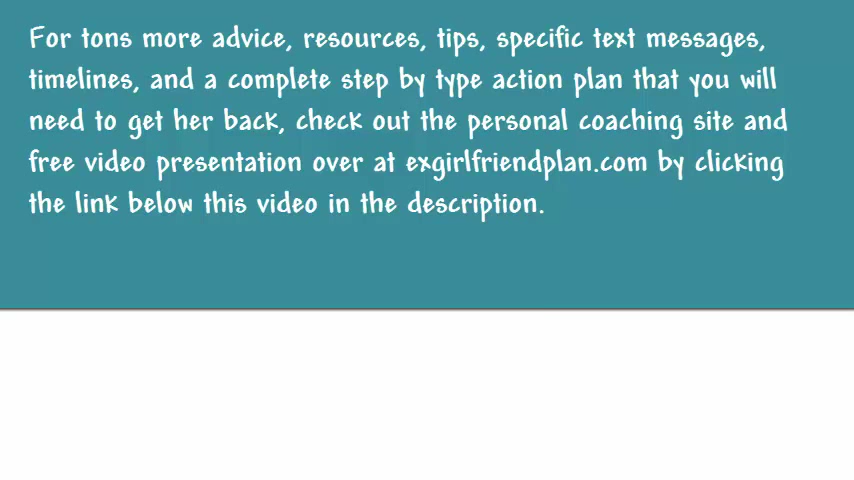 For tons more advice, resources, tips, specific text messages,
timelines, and a complete step by type action plan that you will
need to get her back, check out the personal coaching site and
free video presentation over at exgirlfriendplan.com by clicking
the link below this video in the description.